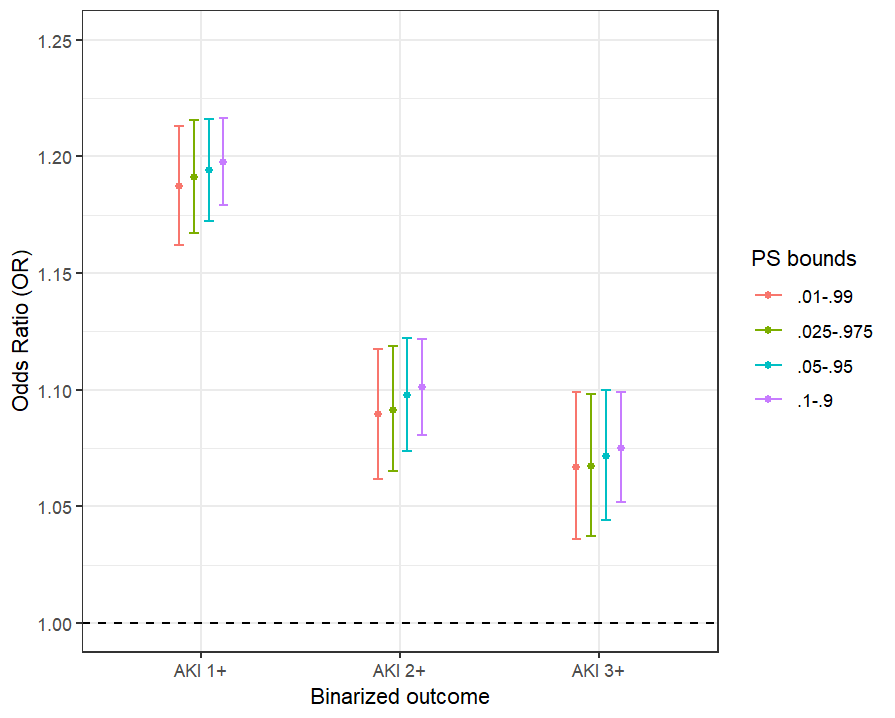 Odds Ratio (OR)
1.25
1.20
1.15
1.10
1.05
1.00
AKI 1+ AKI 2+ AKI 3+
Binarized outcome
PS bounds
.01-.99
.025-.975
.05-.95
.1-.9